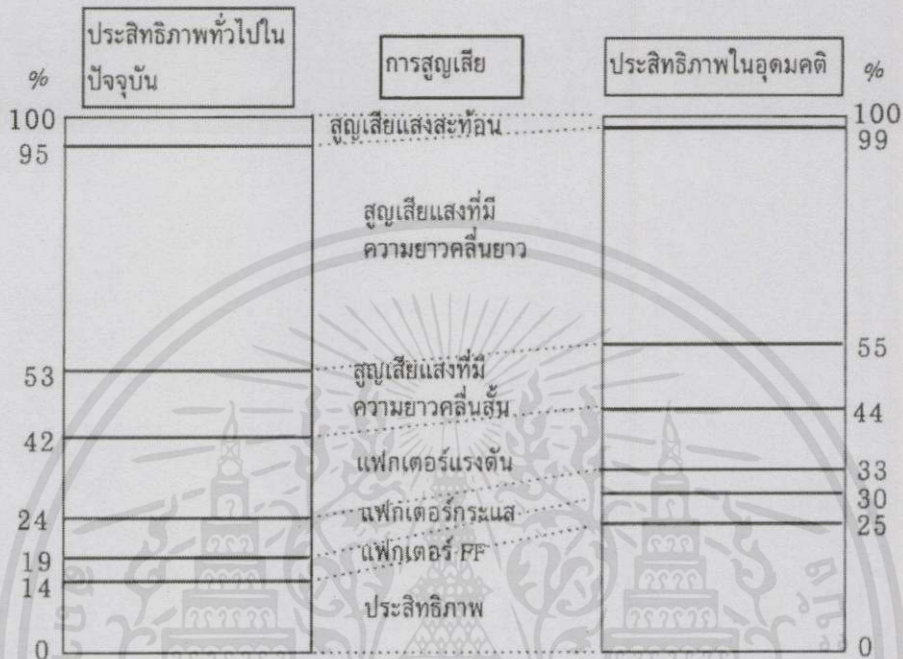 ประสิทธิภาพทั่วไปใน
ปัจจุบัน
การสูญเสีย
ประสิทธิภาพในอุดมคติ
%
%
100
สูญเสียแสงสะท้อน
100
95
99
สูญเสียแสงที่มี
ความยาวคลื่นยาว
53
สูญเสียแสงที่มี
55
ความยาวคลื่นสั้น
42
44
แฟกเตอร์แรงดัน
33
24
แฟกเตอร์กระแส
30
19
แฟกเตอร์ FF
25
14
ประสิทธิภาพ
0
0